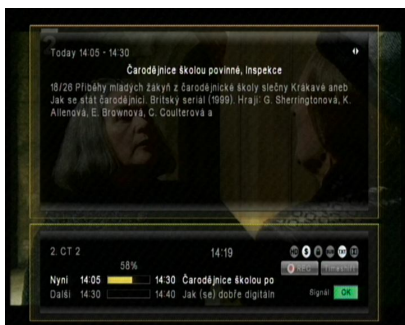 Today 14:05 - 14:30
Čarodějnice školou povinné, Inspekce
18/26 Příběhy mladých žákyň z čarodějnické školy slečny Krákavé aneb
Jak se stát čarodějnicí. Britský seriál (1999). Hrají: G. Sherringtonová, K.
Allenová, E. Brownová, C. Coulterová a
2. CT 2
14:19
58%
Nyní 14:05 14:30 Čarodějnice školou po
Další 14:30 14:40 Jak (se) dobře digitáln
Signál OK